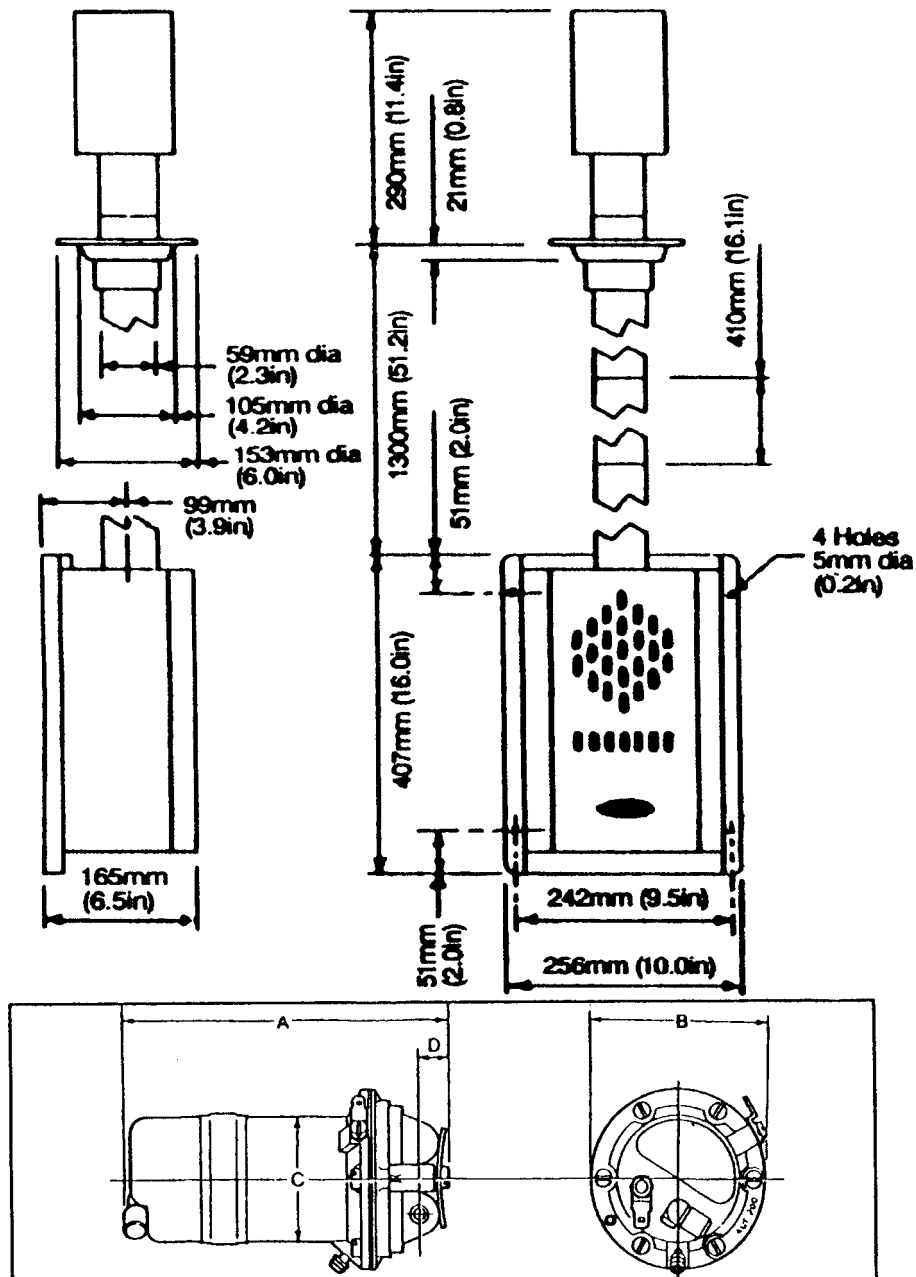 290mm (11.4in)
21mm (0.8in)
410mm (16.1in)
59mm dia
(2.3in)
105mm dia
(4.2in)
153mm dia
(6.0in)
99mm
(3.9in)
1300mm (51.2in)
51mm (2.0in)
4 Holes
5mm dia
(0.2in)
407mm (16.0in)
165mm
(6.5in)
51mm
(2.0in)
242mm (9.5in)
256mm (10.0in)
A
B
D
C